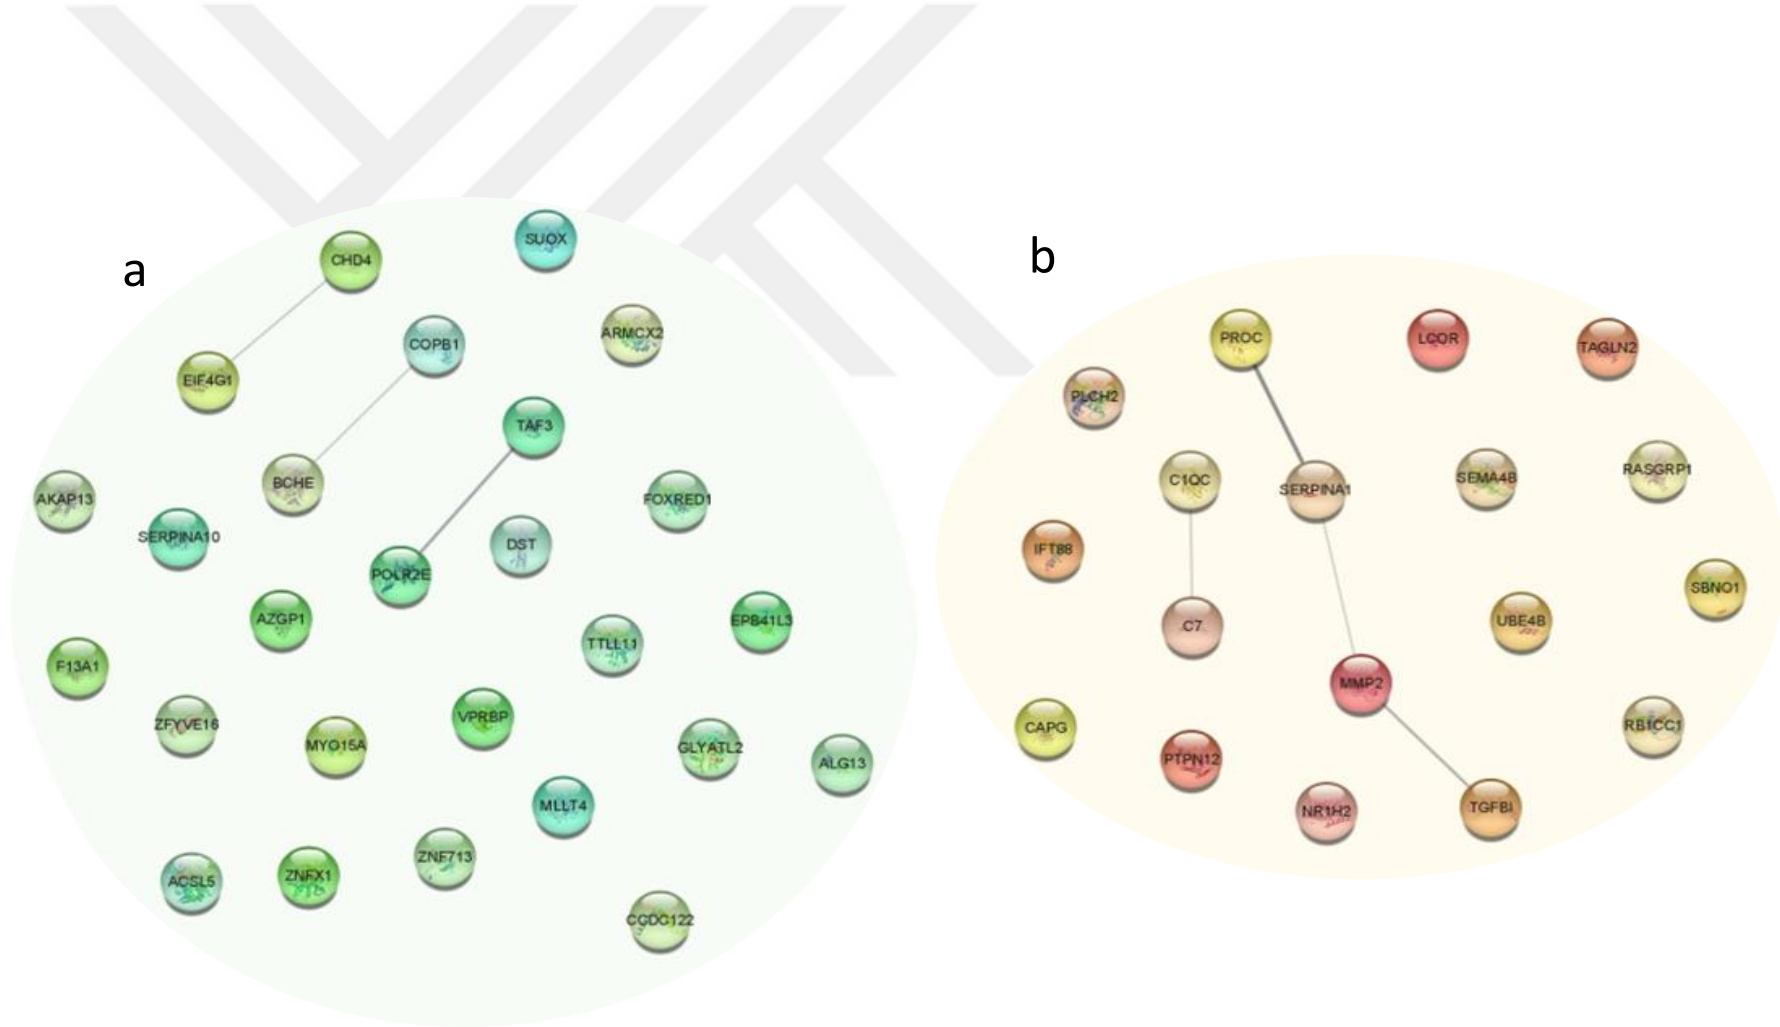 a
SUOX
CHD4
COPB1
ARMCX2
EIF4G1
TAF3
BCHE
AKAP13
FOXRED1
SERPINA10
DST
POLR2E
AZGP1
EPB41L3
TTLL11
F13A1
ZFYVE16
VPRBP
MYO15A
GLYATL2
ALG13
MLLT4
ZNF713
ACSL5
ZNFX1
CCDC122
b
PROC
LCOR
TAGLN2
PLCH2
C1QC
SERPINA1
SEMA4B
RASGRP1
IFT88
SBNO1
C7
UBE4B
MMP2
CAPG
RB1CC1
PTPN12
NR1H2
TGFBI